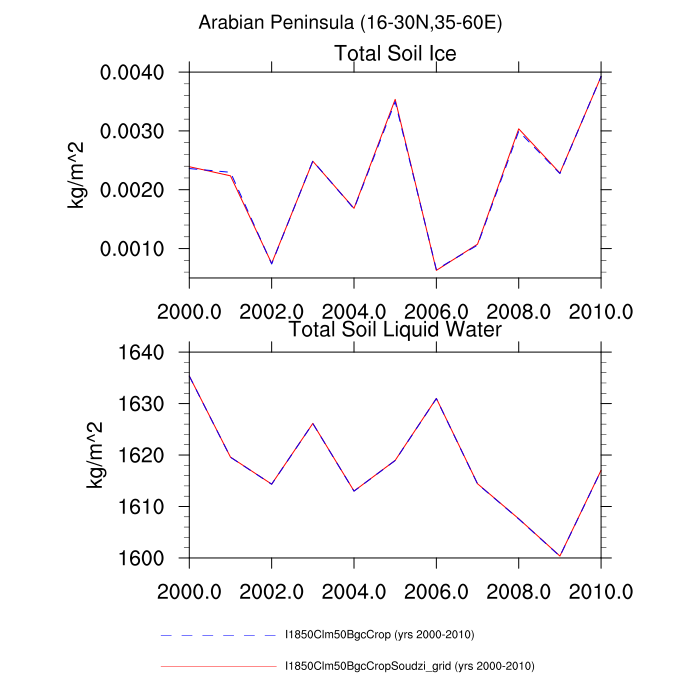 Arabian Peninsula (16-30N,35-60E)
Total Soil Ice
0.0040
0.0030
0.0020
0.0010
kg/m^2
2000.0 2002.0 2004.0 2006.0 2008.0 2010.0
Total Soil Liquid Water
1640
1630
1620
1610
1600
kg/m^2
2000.0 2002.0 2004.0 2006.0 2008.0 2010.0
I1850Clm50BgcCrop (yrs 2000-2010)
I1850Clm50BgcCropSoudzi_grid (yrs 2000-2010)